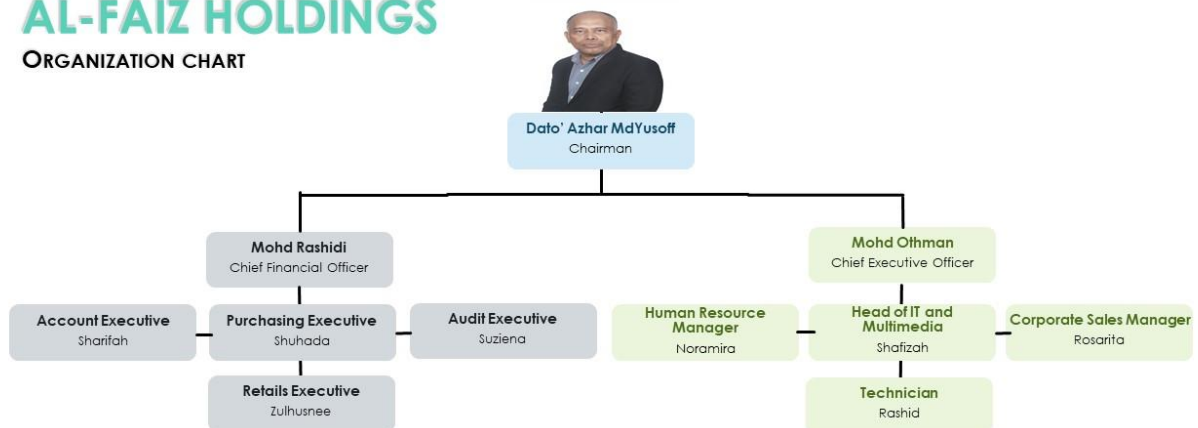 AL-FAIZ HOLDINGS
ORGANIZATION CHART
Dato' Azhar MdYusoff
Chairman
Mohd Rashidi
Chief Financial Officer
Mohd Othman
Chief Executive Officer
Account Executive
Sharifah
Purchasing Executive
Shuhada
Audit Executive
Suziena
Human Resource
Manager
Noramira
Head of IT and
Multimedia
Shafizah
Corporate Sales Manager
Rosarita
Retails Executive
Zulhusnee
Technician
Rashid